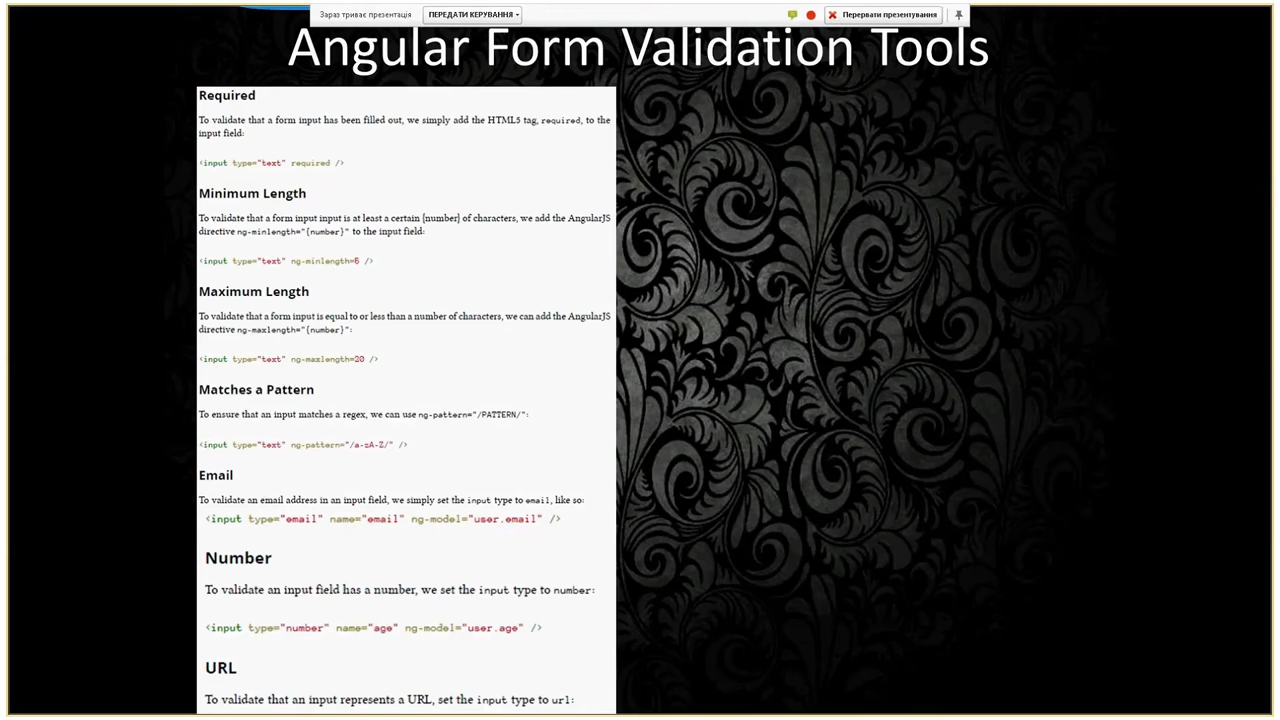 Зараз триває презентація
ПЕРЕДАТИ КЕРУВАННЯ
Перервати презентування
Angular Form Validation Tools
Required
To validate that a form input has been filled out, we simply add the HTML5 tag, required, to the
input field:
<input type="text" required />
Minimum Length
To validate that a form input input is at least a certain {number} of characters, we add the AngularJS
directive ng-minlength="{number}" to the input field:
<input type="text" ng-minlength=5 />
Maximum Length
To validate that a form input is equal to or less than a number of characters, we can add the AngularJS
directive ng-maxlength="{number}":
<input type="text" ng-maxlength=20 />
Matches a Pattern
To ensure that an input matches a regex, we can use ng-pattern="/PATTERN/":
<input type="text" ng-pattern="/a-zA-Z/" />
Email
To validate an email address in an input field, we simply set the input type to email, like so:
<input type="email" name="email" ng-model="user.email" />
Number
To validate an input field has a number, we set the input type to number:
<input type="number" name="age" ng-model="user.age" />
URL
To validate that an input represents a URL, set the input type to url: